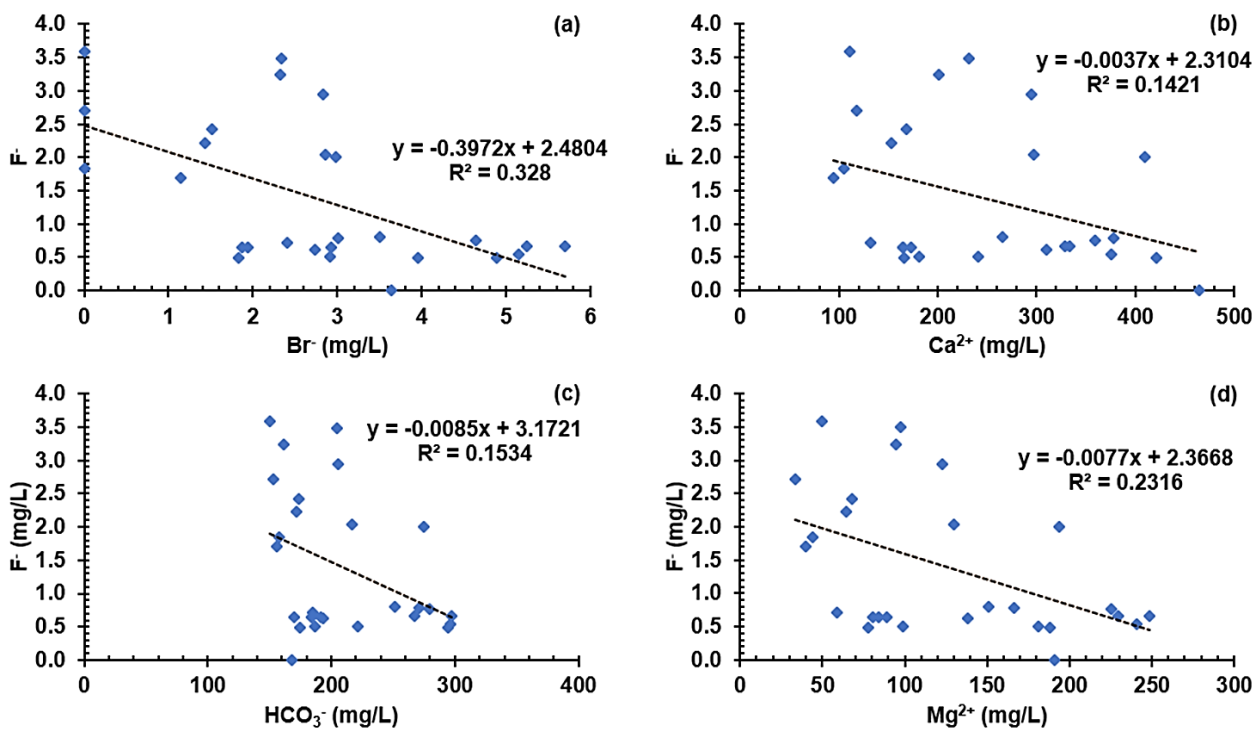 (a)
4.0
3.5
3.0
2.5
2.0
1.5
1.0
0.5
0.0
F⁻
y = -0.3972x + 2.4804
R² = 0.328
0 1 2 3 4 5 6
Br⁻ (mg/L)
(b)
4.0
3.5
3.0
2.5
2.0
1.5
1.0
0.5
0.0
F⁻
y = -0.0037x + 2.3104
R² = 0.1421
0 100 200 300 400 500
Ca²⁺ (mg/L)
(c)
4.0
3.5
3.0
2.5
2.0
1.5
1.0
0.5
0.0
F⁻ (mg/L)
y = -0.0085x + 3.1721
R² = 0.1534
0 100 200 300 400
HCO₃⁻ (mg/L)
(d)
4.0
3.5
3.0
2.5
2.0
1.5
1.0
0.5
0.0
F⁻ (mg/L)
y = -0.0077x + 2.3668
R² = 0.2316
0 50 100 150 200 250 300
Mg²⁺ (mg/L)